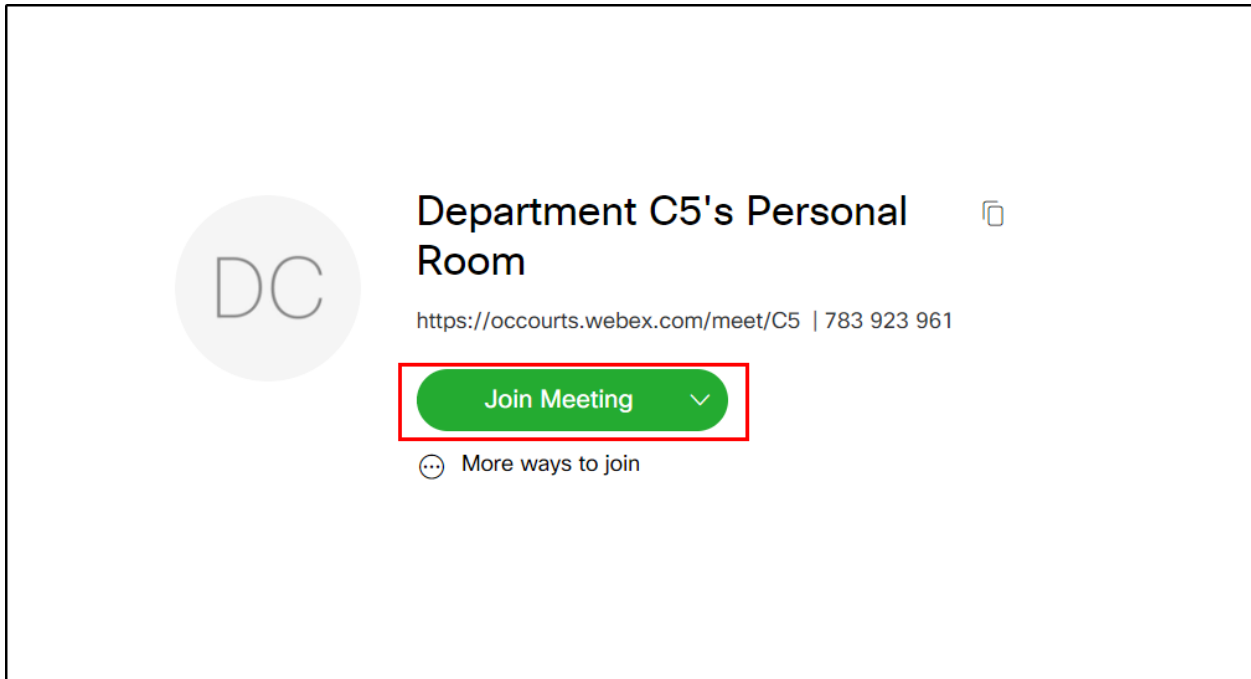 DC
Department C5's Personal
Room
https://occourts.webex.com/meet/C5 | 783 923 961
Join Meeting
More ways to join